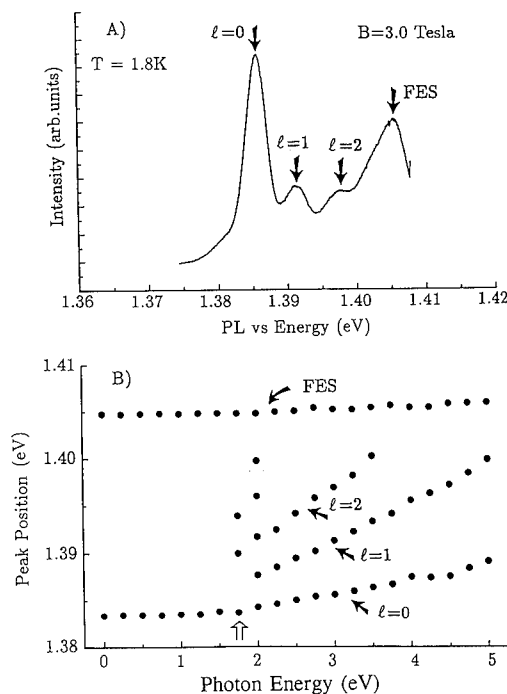 A)
ℓ=0
B=3.0 Tesla
T = 1.8K
FES
ℓ=1
ℓ=2
Intensity (arb.units)
1.36 1.37 1.38 1.39 1.40 1.41 1.42
PL vs Energy (eV)
1.41
B)
FES
1.40
ℓ=2
Peak Position (eV)
1.39
ℓ=1
ℓ=0
1.38
0 1 2 3 4 5
Photon Energy (eV)